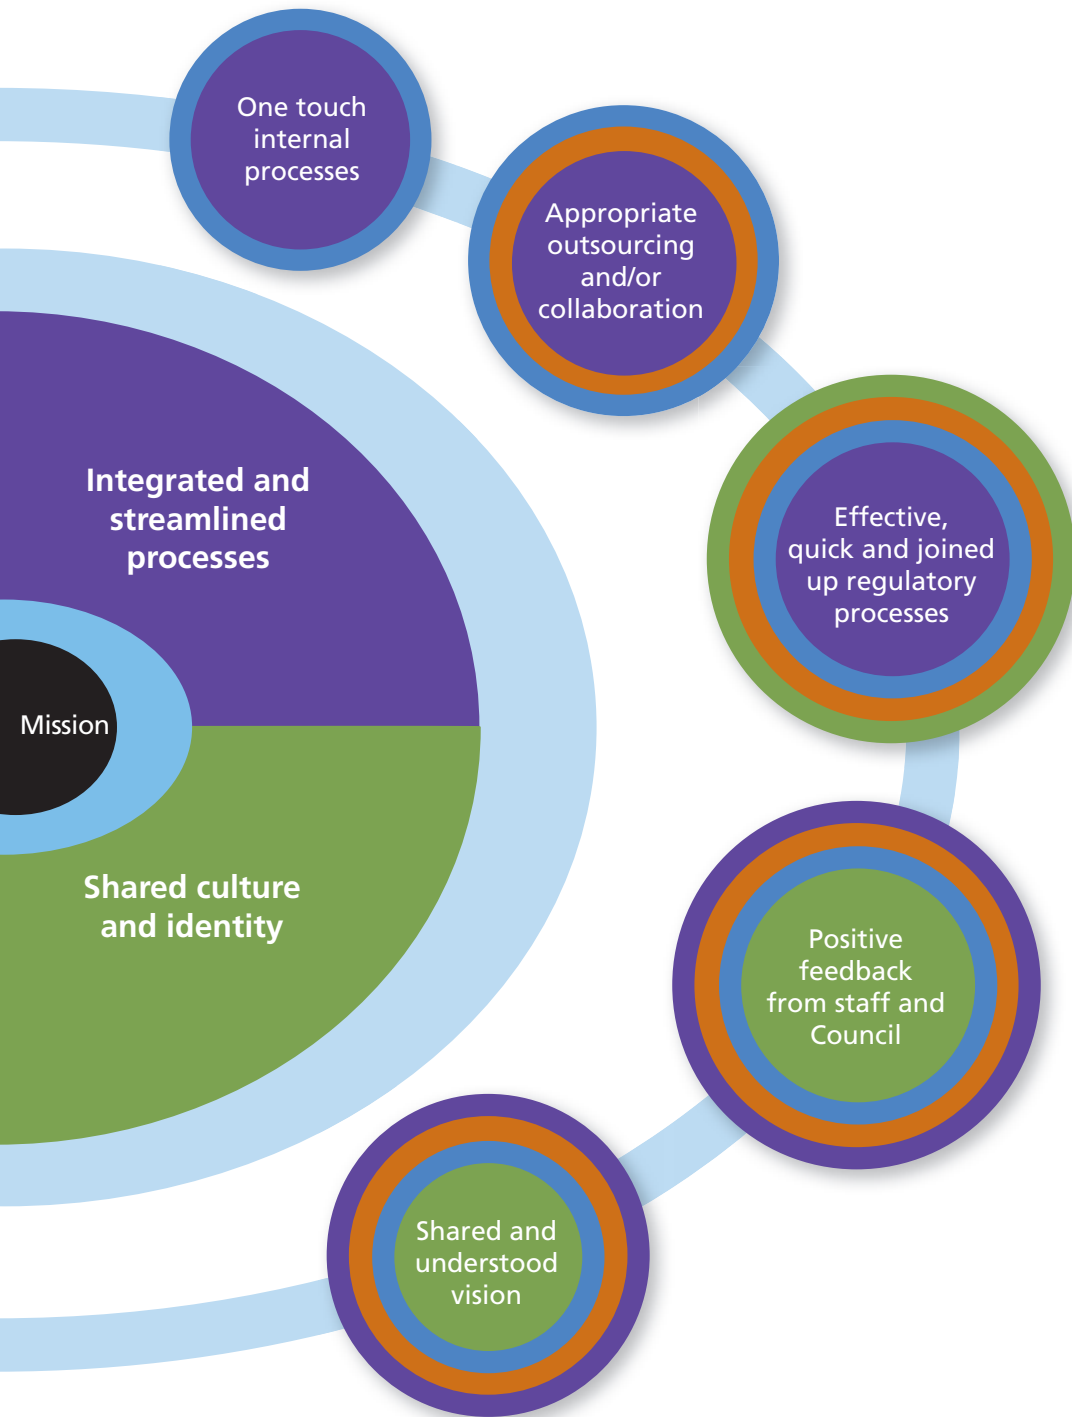 One touch
internal
processes
Appropriate
outsourcing
and/or
collaboration
Effective,
quick and joined
up regulatory
processes
Integrated and
streamlined
processes
Mission
Shared culture
and identity
Positive
feedback
from staff and
Council
Shared and
understood
vision